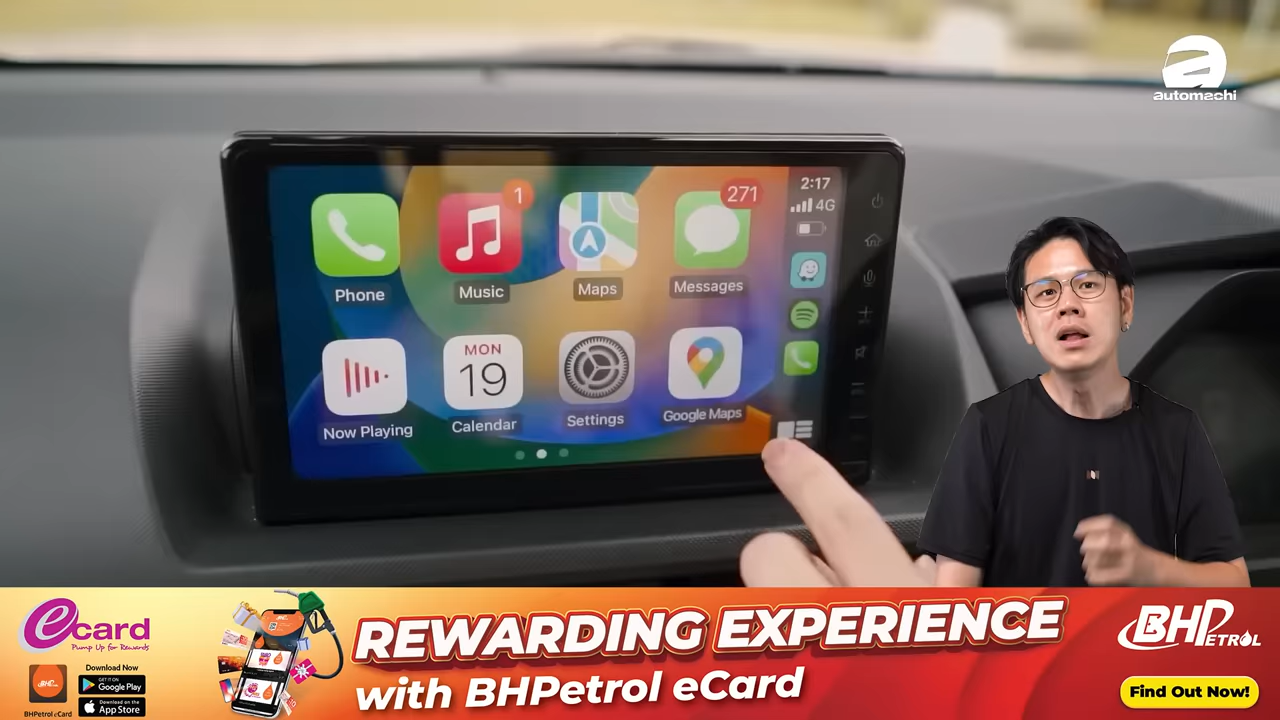 automachi
1
271
2:17
4G
Phone
Music
Maps
Messages
MON
19
Now Playing
Calendar
Settings
Google Maps
ecard
Pump Up for Rewards
Download Now
GET IT ON
Google Play
Download on the
App Store
BHPetrol eCard
REWARDING EXPERIENCE
with BHPetrol eCard
BHPETROL
Find Out Now!